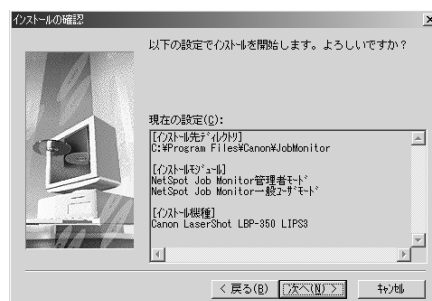 インストールの確認
以下の設定でインストールを開始します。よろしいですか?
現在の設定(C):
[インストール先ディレクトリ]
C:¥Program Files¥Canon¥JobMonitor
[インストールモジュール]
NetSpot Job Monitor管理者モード
NetSpot Job Monitor一般ユーザモード
[インストール機種]
Canon LaserShot LBP-350 LIPS3
< 戻る(B)
次へ(N) >
キャンセル